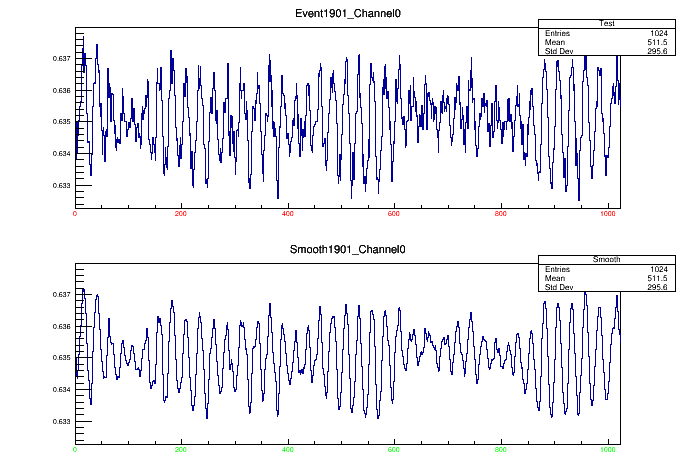 Event1901_Channel0
Test
Entries 1024
Mean 511.5
Std Dev 295.6
0.637
0.636
0.635
0.634
0.633
0 200 400 600 800 1000
Smooth1901_Channel0
Smooth
Entries 1024
Mean 511.5
Std Dev 295.6
0.637
0.636
0.635
0.634
0.633
0 200 400 600 800 1000